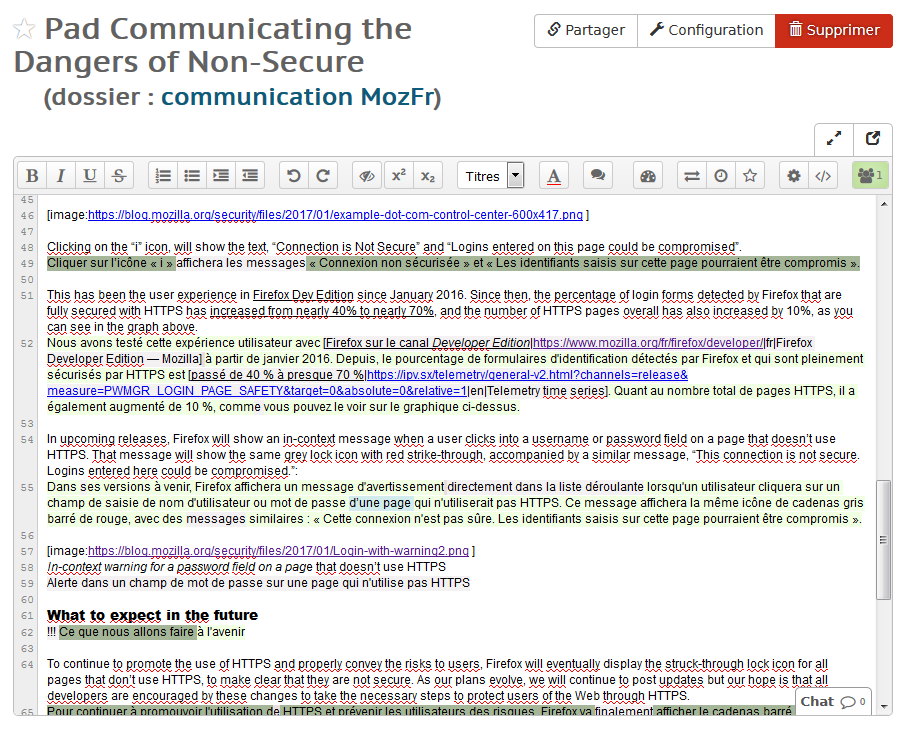 Pad Communicating the
Dangers of Non-Secure
(dossier : communication MozFr)
Partager
Configuration
Supprimer
B I U S
x² x₂
Titres
A
1
45
46 [image:https://blog.mozilla.org/security/files/2017/01/example-dot-com-control-center-600x417.png ]
47
48 Clicking on the “i” icon, will show the text, “Connection is Not Secure” and “Logins entered on this page could be compromised”.
49 Cliquer sur l’icône « i » affichera les messages « Connexion non sécurisée » et « Les identifiants saisis sur cette page pourraient être compromis ».
50
51 This has been the user experience in Firefox Dev Edition since January 2016. Since then, the percentage of login forms detected by Firefox that are
fully secured with HTTPS has increased from nearly 40% to nearly 70%, and the number of HTTPS pages overall has also increased by 10%, as you
can see in the graph above.
52 Nous avons testé cette expérience utilisateur avec [Firefox sur le canal Developer Edition|https://www.mozilla.org/fr/firefox/developer/|fr|Firefox
Developer Edition — Mozilla] à partir de janvier 2016. Depuis, le pourcentage de formulaires d'identification détectés par Firefox et qui sont pleinement
sécurisés par HTTPS est [passé de 40 % à presque 70 %|https://ipv.sx/telemetry/general-v2.html?channels=release&
measure=PWMGR_LOGIN_PAGE_SAFETY&target=0&absolute=0&relative=1|en|Telemetry time series]. Quant au nombre total de pages HTTPS, il a
également augmenté de 10 %, comme vous pouvez le voir sur le graphique ci-dessus.
53
54 In upcoming releases, Firefox will show an in-context message when a user clicks into a username or password field on a page that doesn’t use
HTTPS. That message will show the same grey lock icon with red strike-through, accompanied by a similar message, “This connection is not secure.
Logins entered here could be compromised.”:
55 Dans ses versions à venir, Firefox affichera un message d'avertissement directement dans la liste déroulante lorsqu'un utilisateur cliquera sur un
champ de saisie de nom d'utilisateur ou mot de passe d’une page qui n'utiliserait pas HTTPS. Ce message affichera la même icône de cadenas gris
barré de rouge, avec des messages similaires : « Cette connexion n'est pas sûre. Les identifiants saisis sur cette page pourraient être compromis ».
56
57 [image:https://blog.mozilla.org/security/files/2017/01/Login-with-warning2.png ]
58 In-context warning for a password field on a page that doesn’t use HTTPS
59 Alerte dans un champ de mot de passe sur une page qui n'utilise pas HTTPS
60
61 What to expect in the future
62 !!! Ce que nous allons faire à l'avenir
63
64 To continue to promote the use of HTTPS and properly convey the risks to users, Firefox will eventually display the struck-through lock icon for all
pages that don’t use HTTPS, to make clear that they are not secure. As our plans evolve, we will continue to post updates but our hope is that all
developers are encouraged by these changes to take the necessary steps to protect users of the Web through HTTPS.
65 Pour continuer à promouvoir l'utilisation de HTTPS et prévenir les utilisateurs des risques, Firefox va finalement afficher le cadenas barré
Chat 0